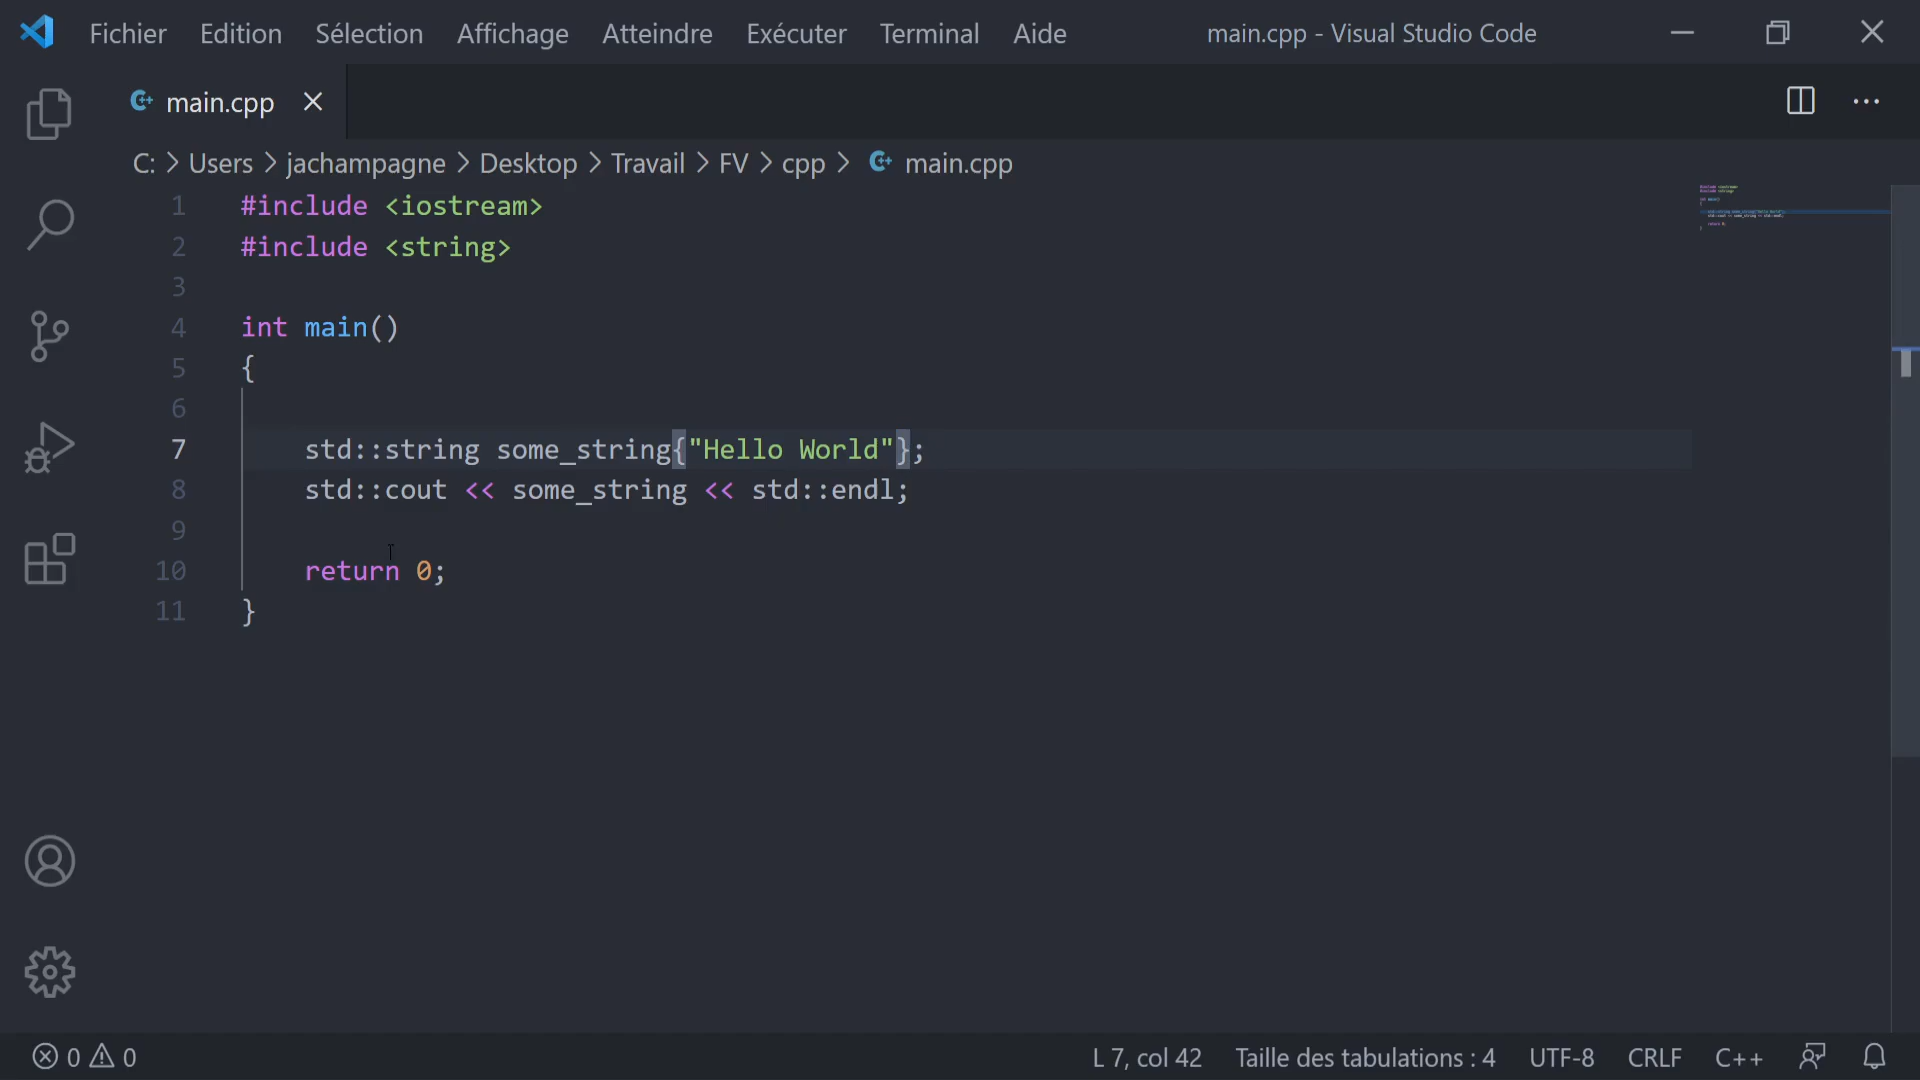 Fichier Edition Sélection Affichage Atteindre Exécuter Terminal Aide main.cpp - Visual Studio Code
main.cpp
C: > Users > jachampagne > Desktop > Travail > FV > cpp > main.cpp
1 #include <iostream>
2 #include <string>
3
4 int main()
5 {
6
7 std::string some_string{"Hello World"};
8 std::cout << some_string << std::endl;
9
10 return 0;
11 }
0 0 L 7, col 42 Taille des tabulations : 4 UTF-8 CRLF C++